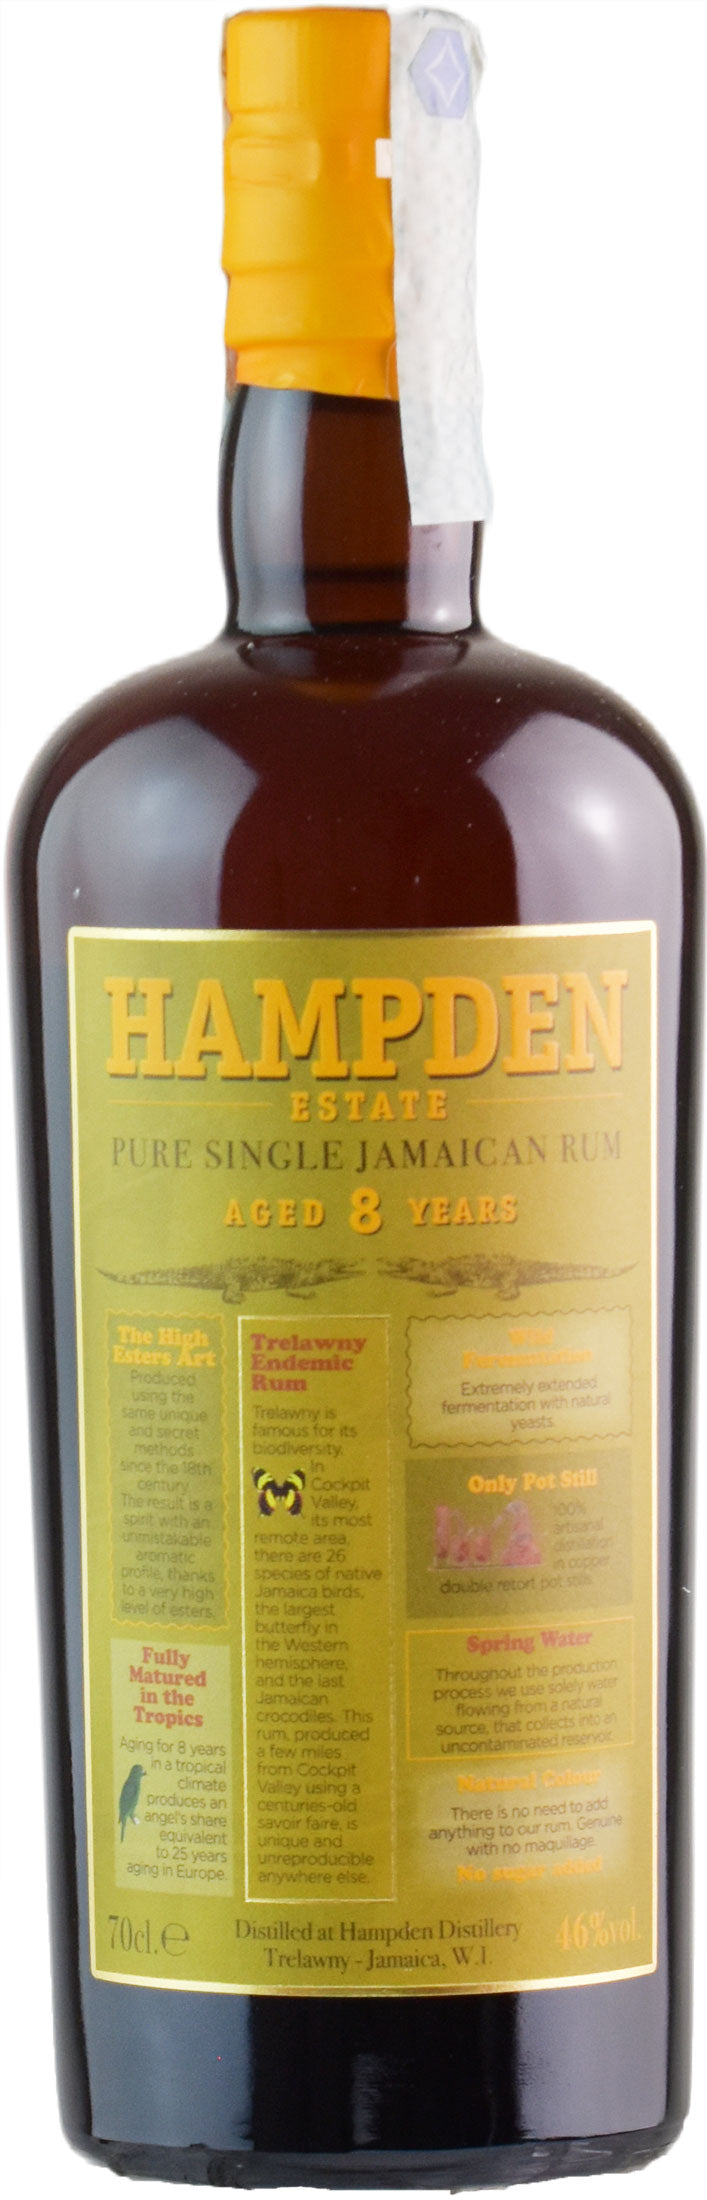 HAMPDEN
ESTATE
PURE SINGLE JAMAICAN RUM
AGED 8 YEARS
The High
Esters Art
Produced
using the
same unique
and secret
methods
since the 18th
century.
The result is a
spirit with an
unmistakable
aromatic
profile, thanks
to a very high
level of esters.
Fully
Matured
in the
Tropics
Aging for 8 years
in a tropical
climate
produces an
angel's share
equivalent
to 25 years
aging in Europe.
Trelawny
Endemic
Rum
Trelawny is
famous for its
biodiversity.
In
Cockpit
Valley,
its most
remote area,
there are 26
species of native
Jamaica birds,
the largest
butterfly in
the Western
hemisphere,
and the last
Jamaican
crocodiles. This
rum, produced
a few miles
from Cockpit
Valley using a
centuries-old
savoir faire, is
unique and
unreproducible
anywhere else.
Wild
Fermentation
Extremely extended
fermentation with natural
yeasts.
Only Pot Still
100%
artisanal
distillation
in copper
double retort pot stills.
Spring Water
Throughout the production
process we use solely water
flowing from a natural
source, that collects into an
uncontaminated reservoir.
Natural Colour
There is no need to add
anything to our rum. Genuine
with no maquillage.
No sugar added
70cl.℮
Distilled at Hampden Distillery
Trelawny - Jamaica, W.I.
46%vol.